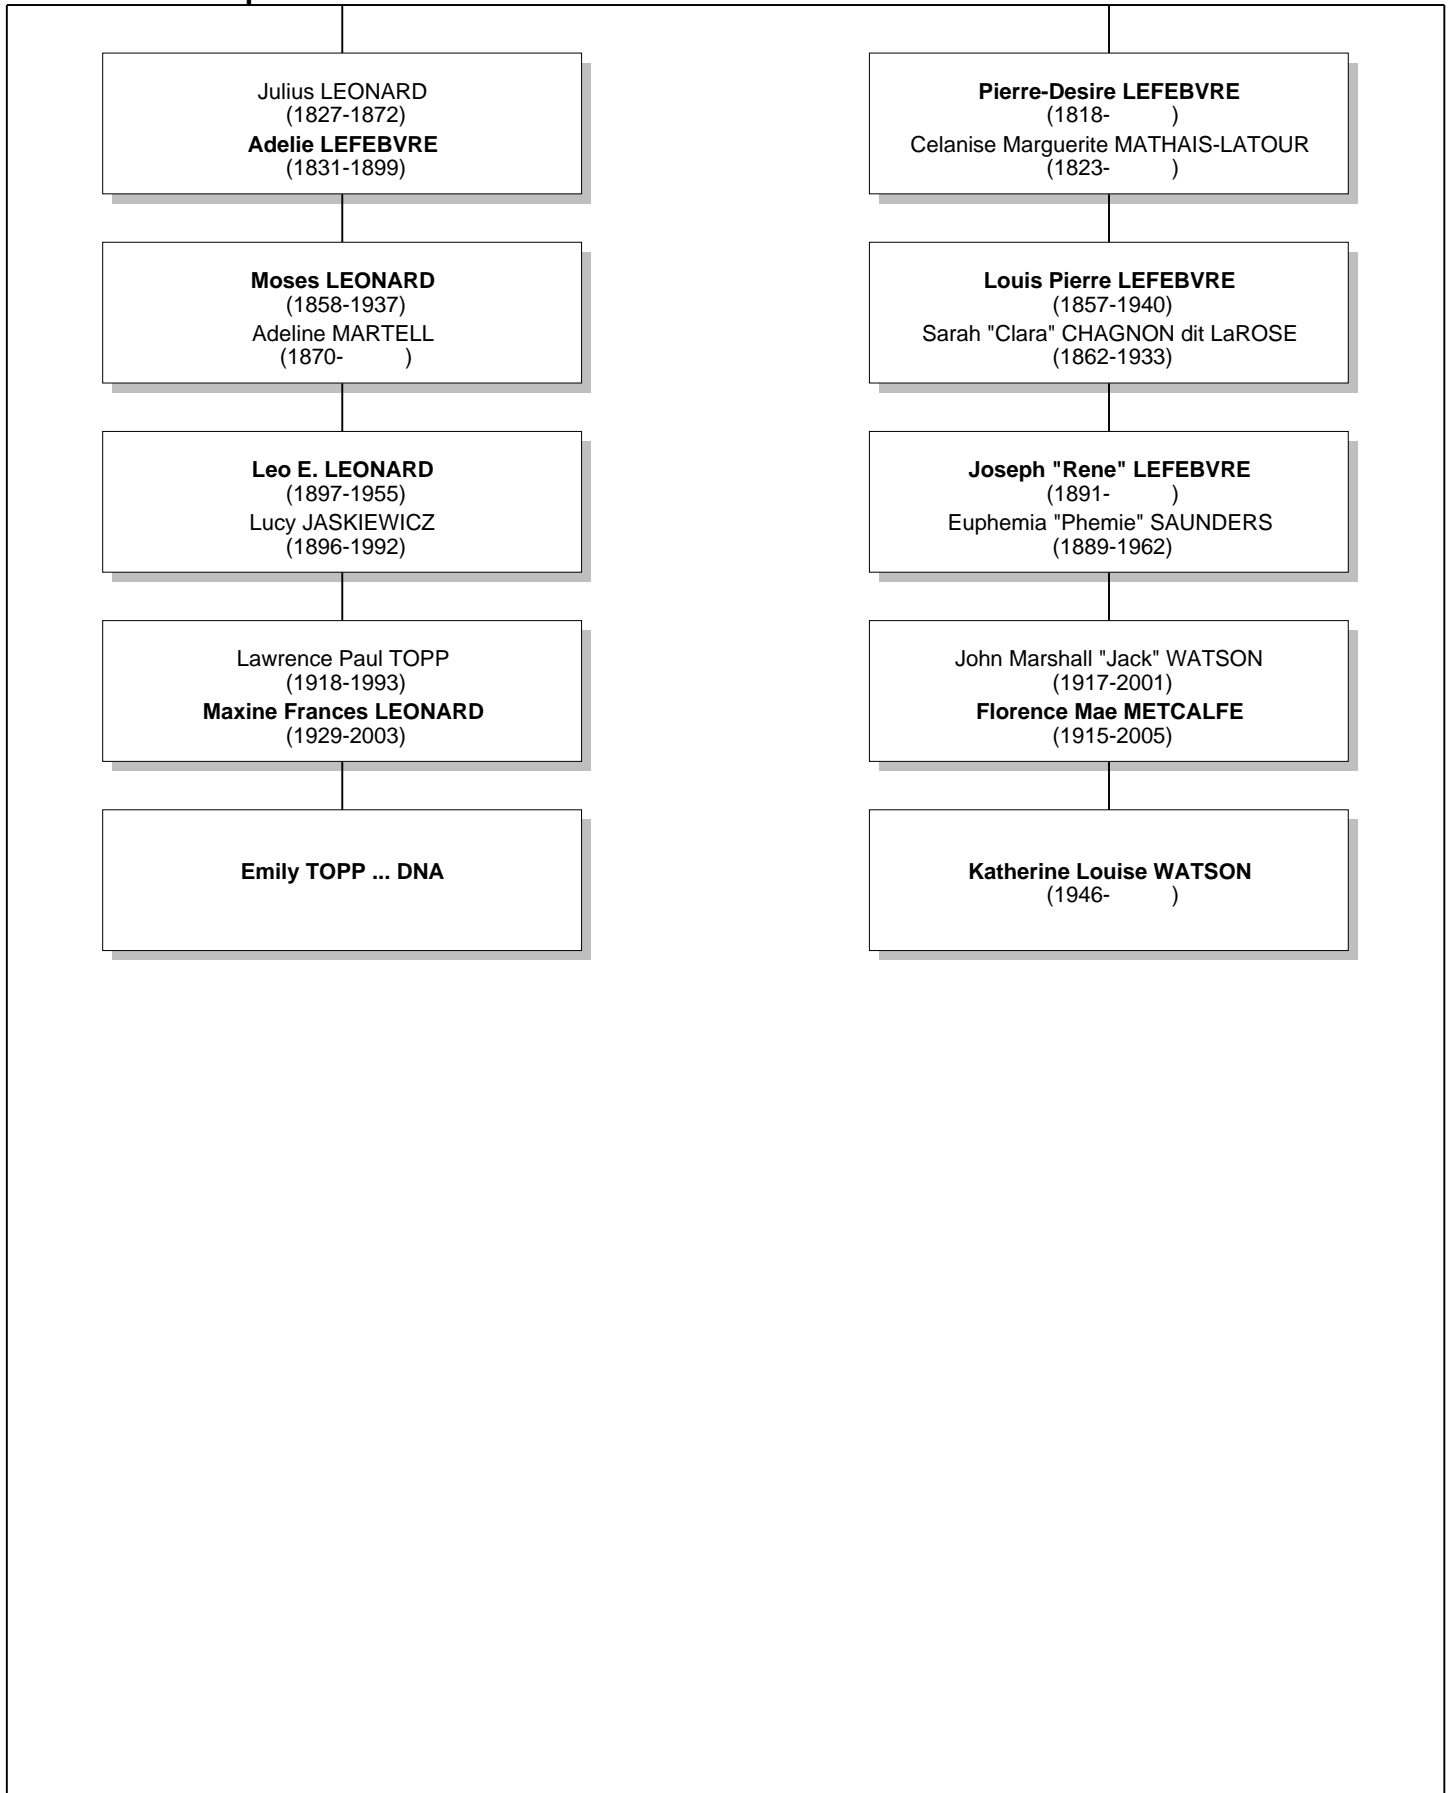 Julius LEONARD
(1827-1872)
Adelie LEFEBVRE
(1831-1899)
Moses LEONARD
(1858-1937)
Adeline MARTELL
(1870- )
Leo E. LEONARD
(1897-1955)
Lucy JASKIEWICZ
(1896-1992)
Lawrence Paul TOPP
(1918-1993)
Maxine Frances LEONARD
(1929-2003)
Emily TOPP ... DNA
Pierre-Desire LEFEBVRE
(1818- )
Celanise Marguerite MATHAIS-LATOUR
(1823- )
Louis Pierre LEFEBVRE
(1857-1940)
Sarah "Clara" CHAGNON dit LaROSE
(1862-1933)
Joseph "Rene" LEFEBVRE
(1891- )
Euphemia "Phemie" SAUNDERS
(1889-1962)
John Marshall "Jack" WATSON
(1917-2001)
Florence Mae METCALFE
(1915-2005)
Katherine Louise WATSON
(1946- )